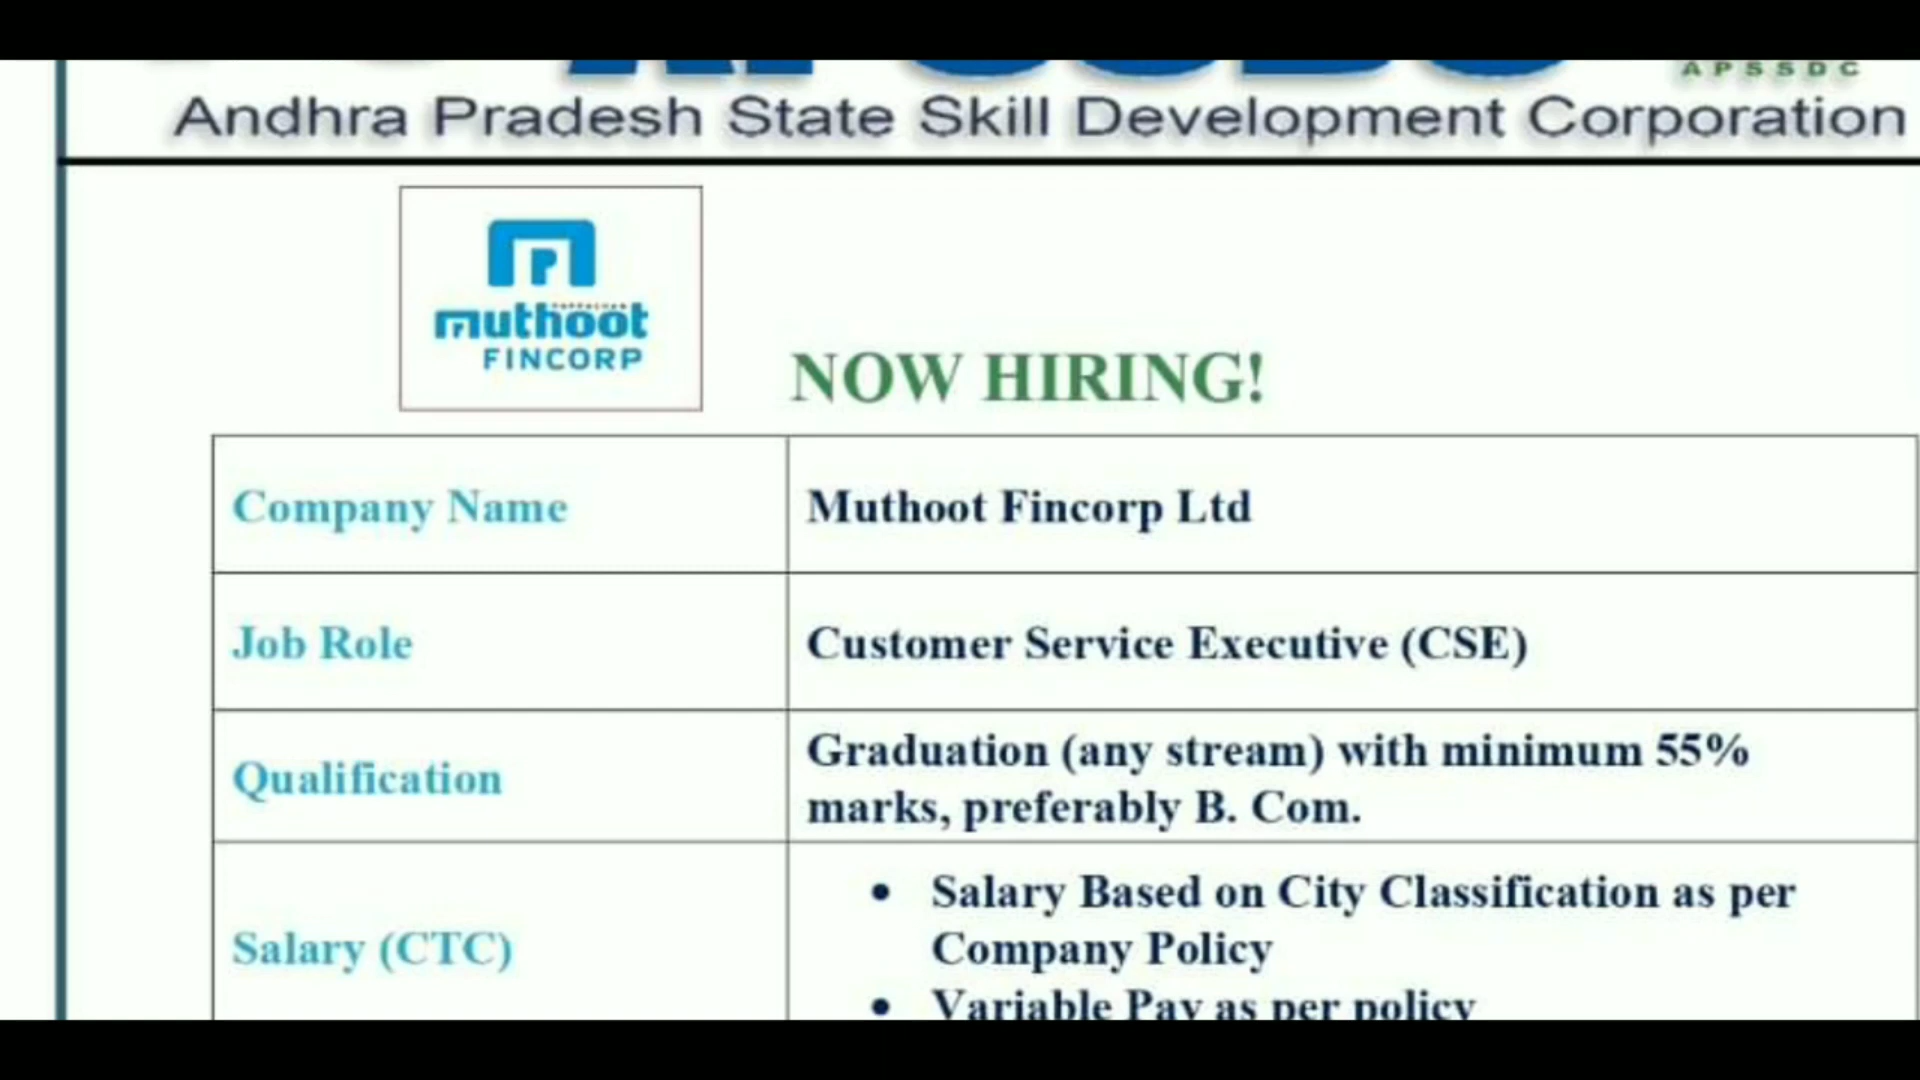 APSSDC
Andhra Pradesh State Skill Development Corporation
muthoot
FINCORP
NOW HIRING!
Company Name
Muthoot Fincorp Ltd
Job Role
Customer Service Executive (CSE)
Qualification
Graduation (any stream) with minimum 55%
marks, preferably B. Com.
Salary (CTC)
• Salary Based on City Classification as per
Company Policy
• Variable Pay as per policy